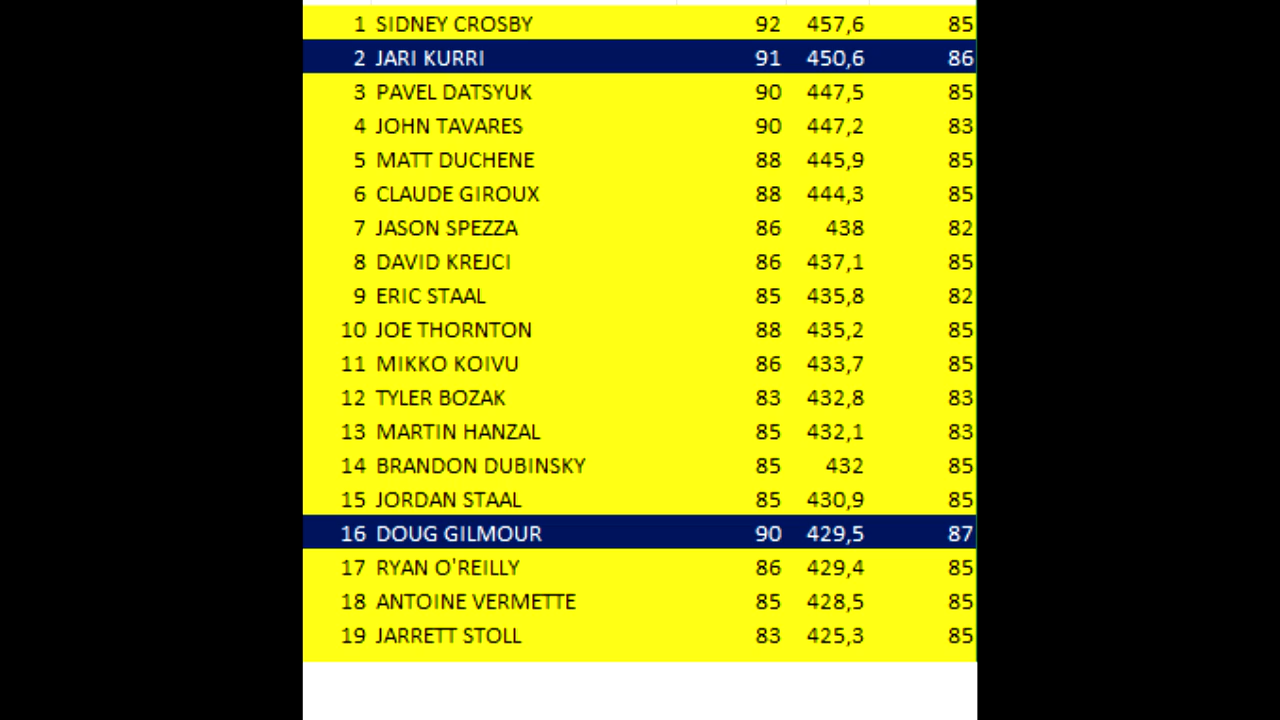 1 SIDNEY CROSBY 92 457,6 85
2 JARI KURRI 91 450,6 86
3 PAVEL DATSYUK 90 447,5 85
4 JOHN TAVARES 90 447,2 83
5 MATT DUCHENE 88 445,9 85
6 CLAUDE GIROUX 88 444,3 85
7 JASON SPEZZA 86 438 82
8 DAVID KREJCI 86 437,1 85
9 ERIC STAAL 85 435,8 82
10 JOE THORNTON 88 435,2 85
11 MIKKO KOIVU 86 433,7 85
12 TYLER BOZAK 83 432,8 83
13 MARTIN HANZAL 85 432,1 83
14 BRANDON DUBINSKY 85 432 85
15 JORDAN STAAL 85 430,9 85
16 DOUG GILMOUR 90 429,5 87
17 RYAN O'REILLY 86 429,4 85
18 ANTOINE VERMETTE 85 428,5 85
19 JARRETT STOLL 83 425,3 85